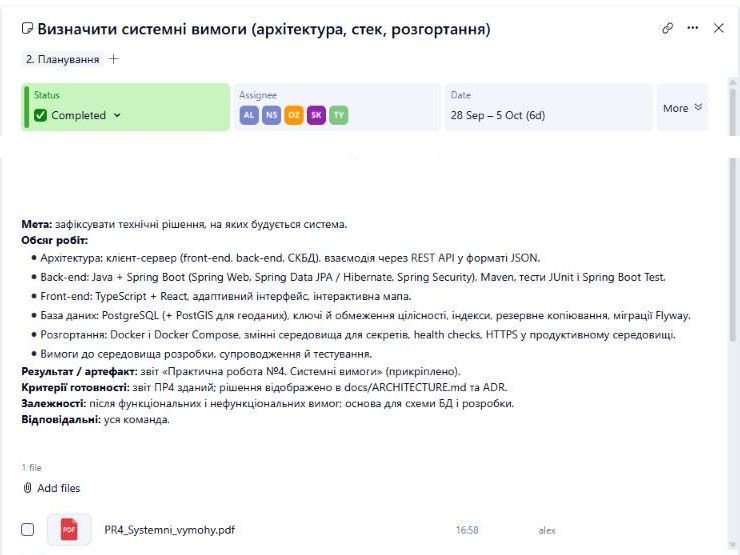 Визначити системні вимоги (архітектура, стек, розгортання)
2. Планування
Status
Completed
Assignee
AL NS OZ SK TY
Date
28 Sep – 5 Oct (6d)
More
Мета: зафіксувати технічні рішення, на яких будується система.
Обсяг робіт:
• Архітектура: клієнт-сервер (front-end, back-end, СКБД), взаємодія через REST API у форматі JSON.
• Back-end: Java + Spring Boot (Spring Web, Spring Data JPA / Hibernate, Spring Security), Maven, тести JUnit і Spring Boot Test.
• Front-end: TypeScript + React, адаптивний інтерфейс, інтерактивна мапа.
• База даних: PostgreSQL (+ PostGIS для геоданих), ключі й обмеження цілісності, індекси, резервне копіювання, міграції Flyway.
• Розгортання: Docker і Docker Compose, змінні середовища для секретів, health checks, HTTPS у продуктивному середовищі.
• Вимоги до середовища розробки, супроводження й тестування.
Результат / артефакт: звіт «Практична робота №4. Системні вимоги» (прикріплено).
Критерії готовності: звіт ПР4 зданий; рішення відображено в docs/ARCHITECTURE.md та ADR.
Залежності: після функціональних і нефункціональних вимог; основа для схеми БД і розробки.
Відповідальні: уся команда.
1 file
Add files
PDF
PR4_Systemni_vymohy.pdf
16:58
alex